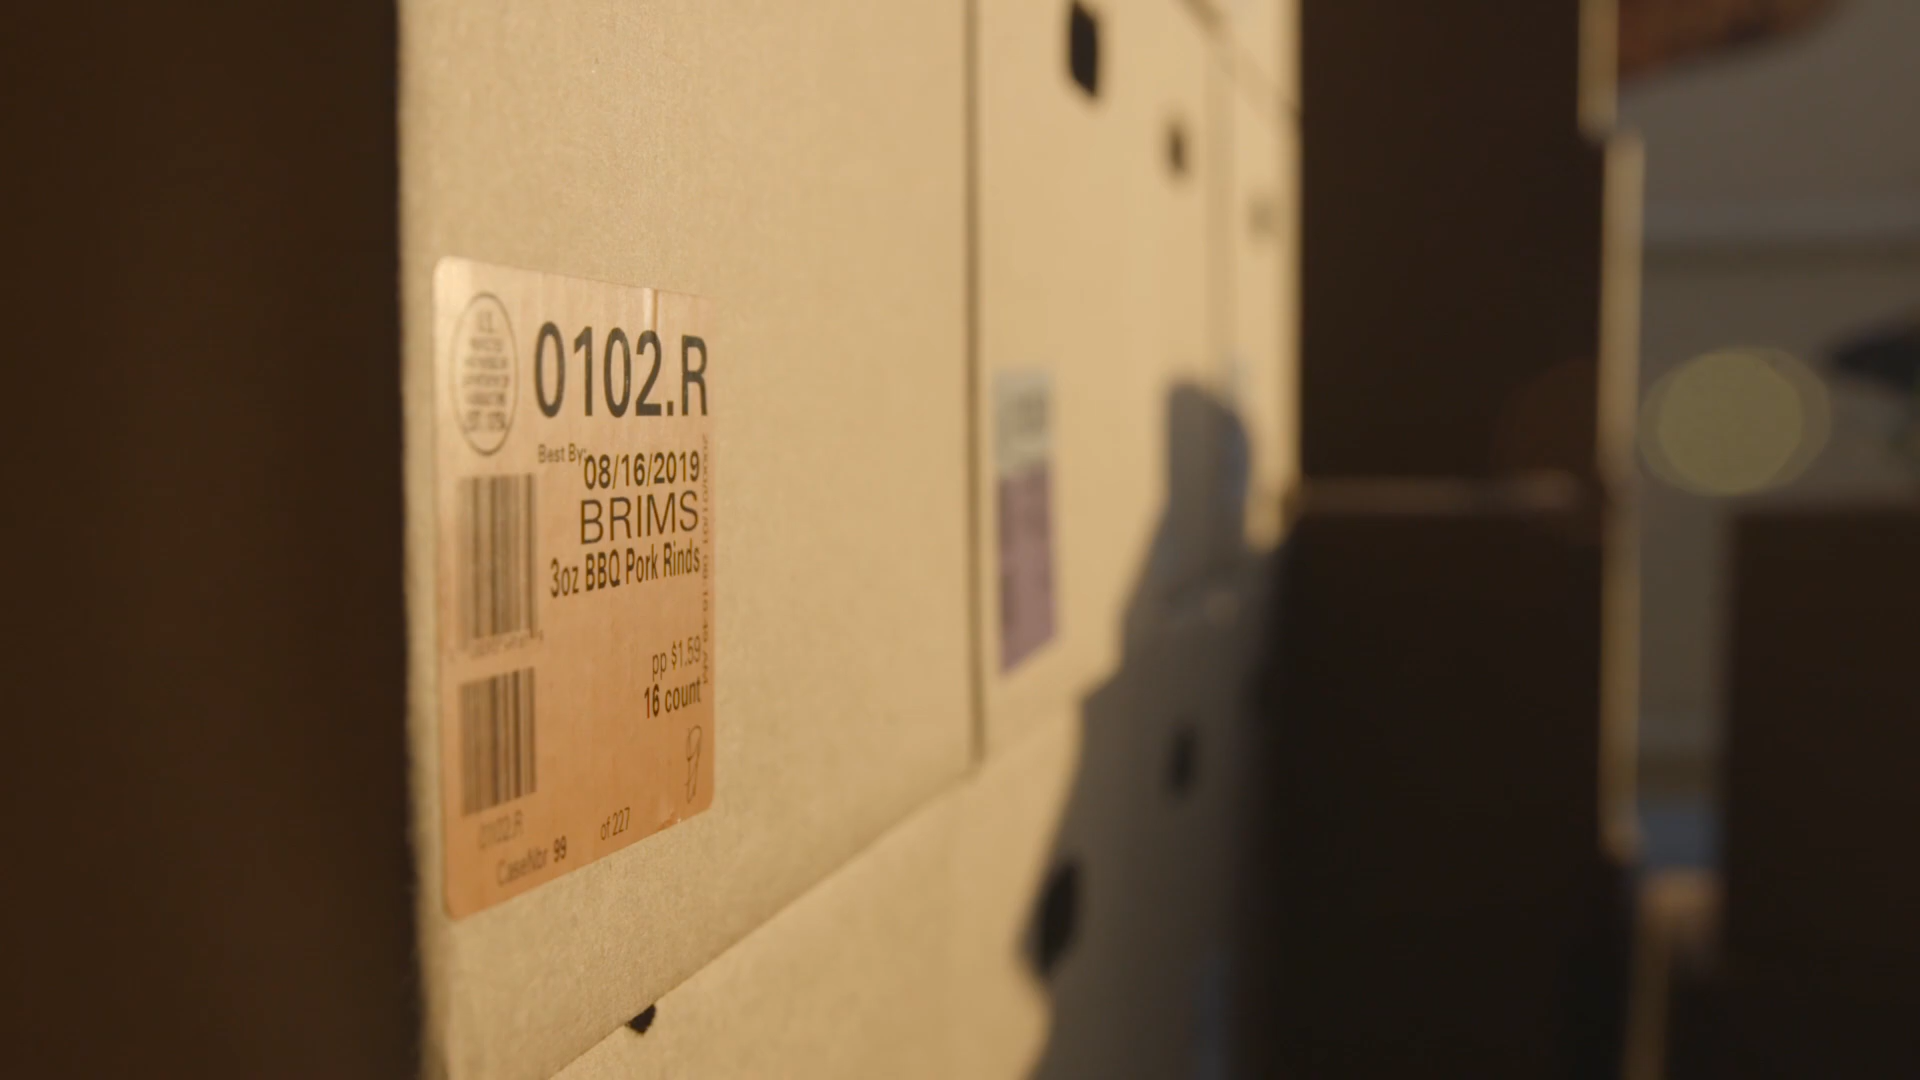 0102.R
Best By:
08/16/2019
BRIMS
3oz BBQ Pork Rinds
pp $1.59
16 count
0102.R
CaseNbr 99 of 227